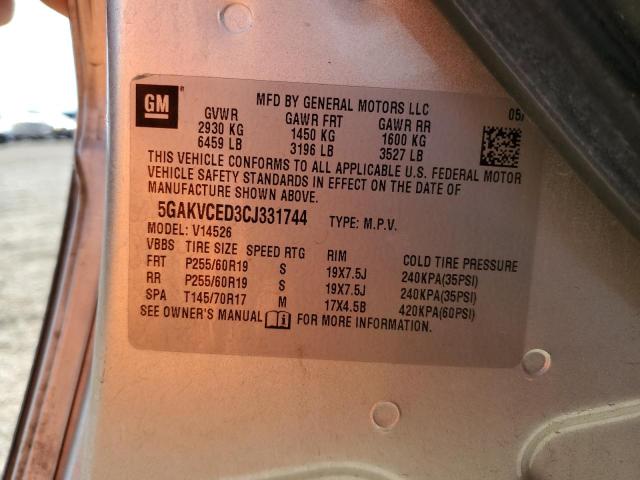 GM
MFD BY GENERAL MOTORS LLC 05/
GVWR GAWR FRT GAWR RR
2930 KG 1450 KG 1600 KG
6459 LB 3196 LB 3527 LB
THIS VEHICLE CONFORMS TO ALL APPLICABLE U.S. FEDERAL MOTOR
VEHICLE SAFETY STANDARDS IN EFFECT ON THE DATE OF
MANUFACTURE SHOWN ABOVE.
5GAKVCED3CJ331744 TYPE: M.P.V.
MODEL: V14526
VBBS TIRE SIZE SPEED RTG RIM COLD TIRE PRESSURE
FRT P255/60R19 S 19X7.5J 240KPA(35PSI)
RR P255/60R19 S 19X7.5J 240KPA(35PSI)
SPA T145/70R17 M 17X4.5B 420KPA(60PSI)
SEE OWNER'S MANUAL FOR MORE INFORMATION.